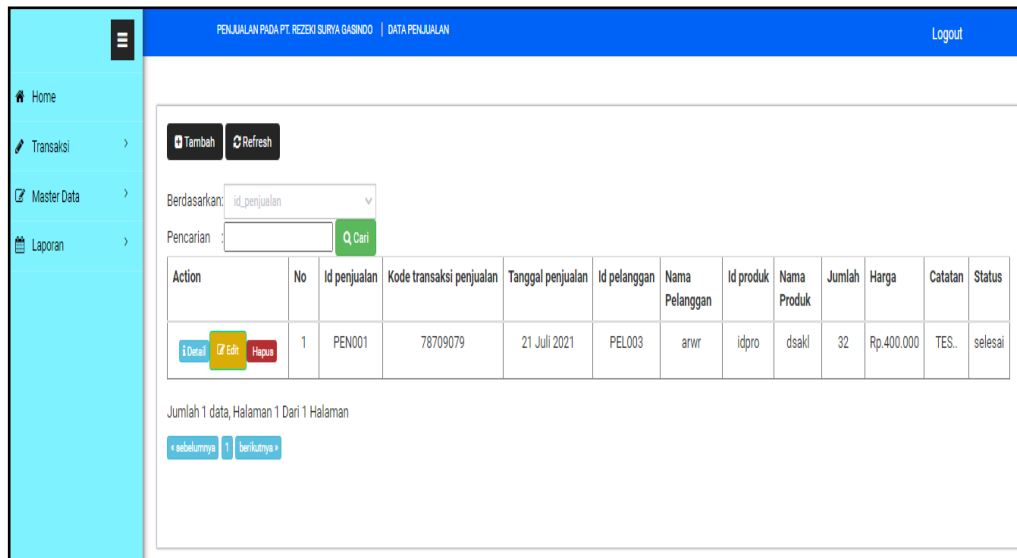 PENJUALAN PADA PT. REZEKI SURYA GASINDO | DATA PENJUALAN
Logout
Home
Transaksi
Master Data
Laporan
Tambah Refresh
Berdasarkan: id_penjualan
Pencarian : Cari
Action No Id penjualan Kode transaksi penjualan Tanggal penjualan Id pelanggan Nama Pelanggan Id produk Nama Produk Jumlah Harga Catatan Status
Detail Edit Hapus 1 PEN001 78709079 21 Juli 2021 PEL003 arwr idpro dsakl 32 Rp.400.000 TES.. selesai
Jumlah 1 data, Halaman 1 Dari 1 Halaman
« sebelumnya 1 berikutnya »